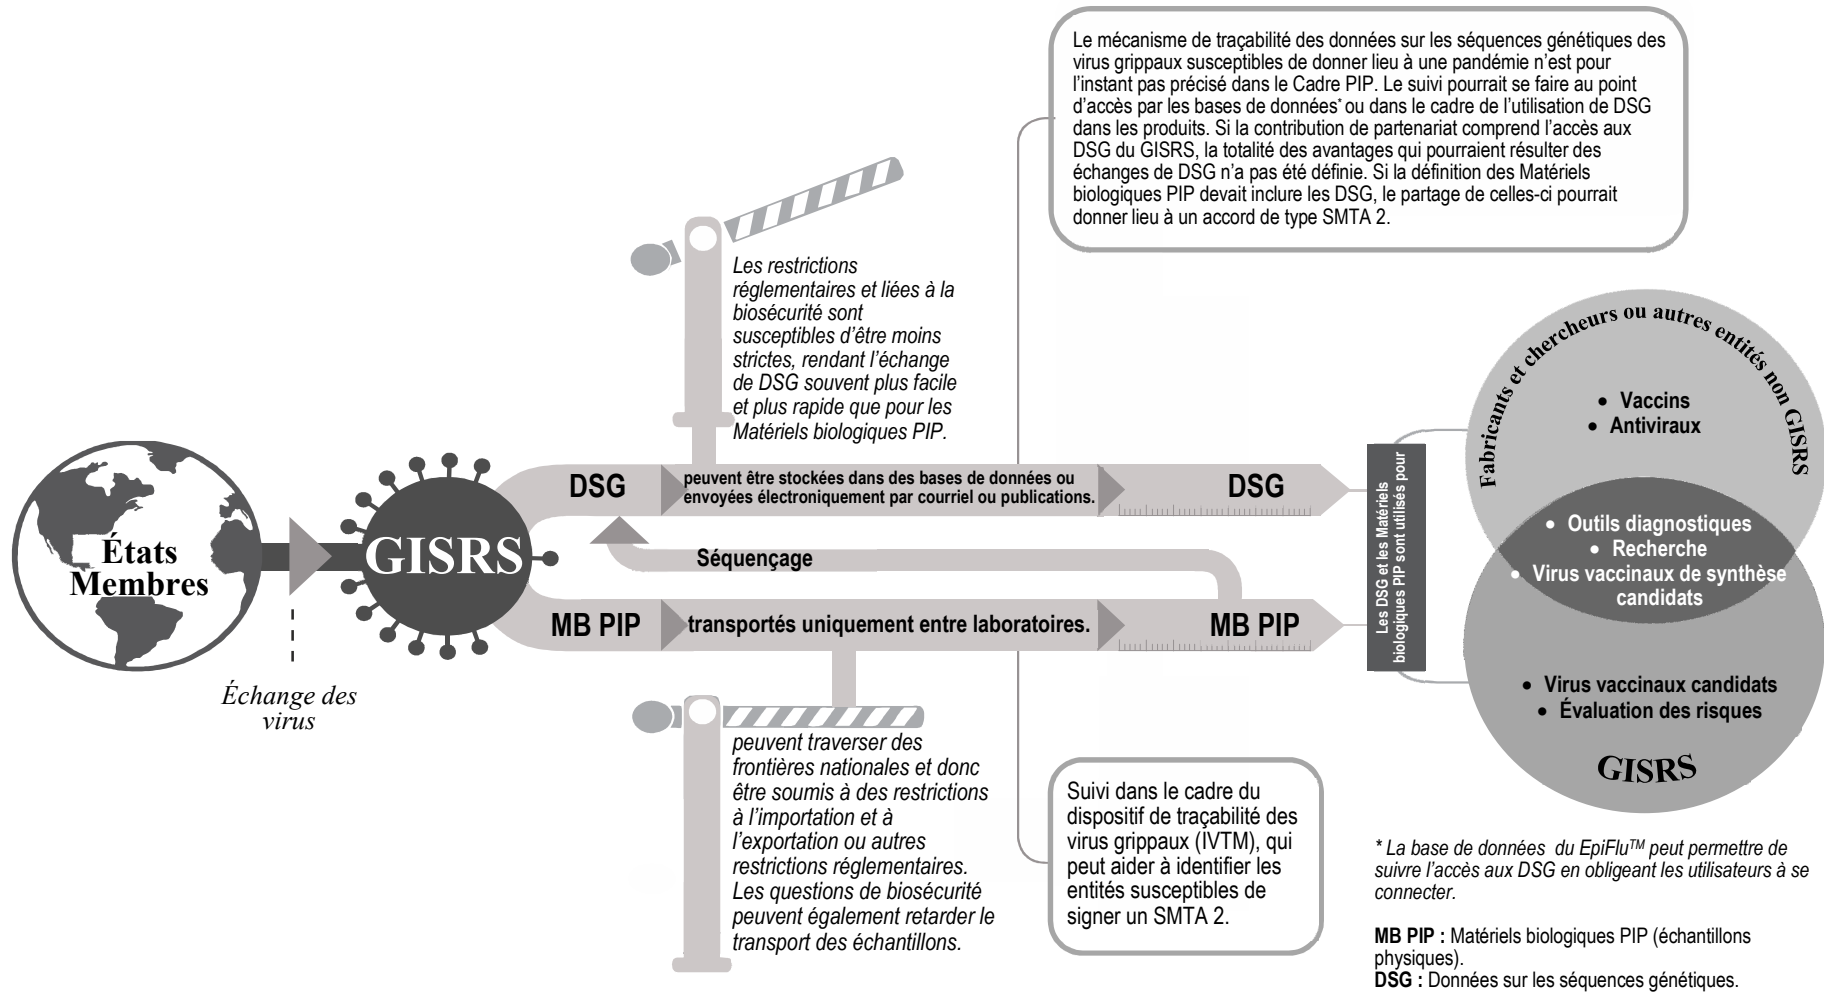 Le mécanisme de traçabilité des données sur les séquences génétiques des
virus grippaux susceptibles de donner lieu à une pandémie n’est pour
l’instant pas précisé dans le Cadre PIP. Le suivi pourrait se faire au point
d’accès par les bases de données* ou dans le cadre de l’utilisation de DSG
dans les produits. Si la contribution de partenariat comprend l’accès aux
DSG du GISRS, la totalité des avantages qui pourraient résulter des
échanges de DSG n’a pas été définie. Si la définition des Matériels
biologiques PIP devait inclure les DSG, le partage de celles-ci pourrait
donner lieu à un accord de type SMTA 2.
Les restrictions
réglementaires et liées à la
biosécurité sont
susceptibles d’être moins
strictes, rendant l’échange
de DSG souvent plus facile
et plus rapide que pour les
Matériels biologiques PIP.
États
Membres
Échange des
virus
GISRS
DSG
peuvent être stockées dans des bases de données ou
envoyées électroniquement par courriel ou publications.
DSG
Séquençage
MB PIP
transportés uniquement entre laboratoires.
MB PIP
peuvent traverser des
frontières nationales et donc
être soumis à des restrictions
à l’importation et à
l’exportation ou autres
restrictions réglementaires.
Les questions de biosécurité
peuvent également retarder le
transport des échantillons.
Suivi dans le cadre du
dispositif de traçabilité des
virus grippaux (IVTM), qui
peut aider à identifier les
entités susceptibles de
signer un SMTA 2.
Les DSG et les Matériels
biologiques PIP sont utilisés pour
Fabricants et chercheurs ou autres entités non GISRS
• Vaccins
• Antiviraux
• Outils diagnostiques
• Recherche
• Virus vaccinaux de synthèse
candidats
• Virus vaccinaux candidats
• Évaluation des risques
GISRS
* La base de données du EpiFlu™ peut permettre de
suivre l’accès aux DSG en obligeant les utilisateurs à se
connecter.
MB PIP : Matériels biologiques PIP (échantillons
physiques).
DSG : Données sur les séquences génétiques.